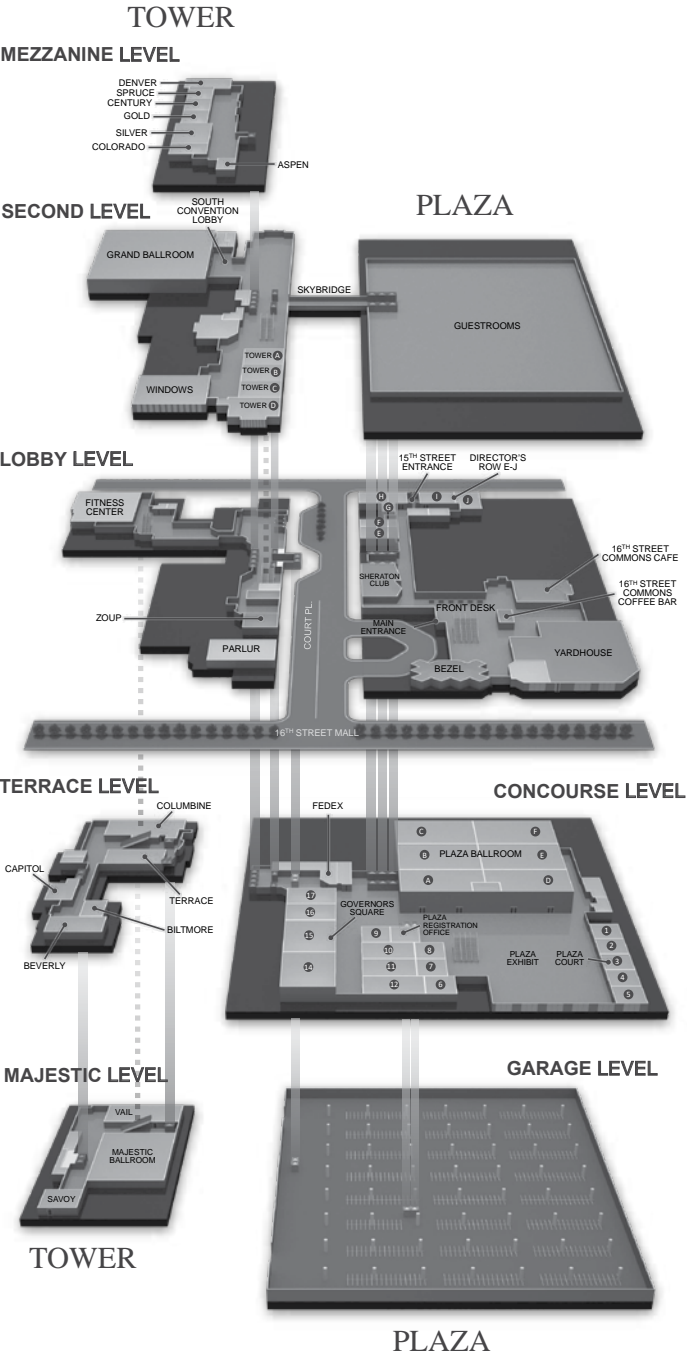 TOWER
MEZZANINE LEVEL
DENVER
SPRUCE
CENTURY
GOLD
SILVER
COLORADO
ASPEN
SECOND LEVEL
PLAZA
SOUTH
CONVENTION
LOBBY
GRAND BALLROOM
SKYBRIDGE
GUESTROOMS
TOWER A
TOWER B
TOWER C
TOWER D
WINDOWS
LOBBY LEVEL
15TH STREET
ENTRANCE
DIRECTOR'S
ROW E-J
FITNESS
CENTER
H
I
J
G
F
E
16TH STREET
COMMONS CAFE
SHERATON
CLUB
16TH STREET
COMMONS
COFFEE BAR
FRONT DESK
ZOUP
COURT PL.
MAIN
ENTRANCE
PARLUR
YARDHOUSE
BEZEL
16TH STREET MALL
TERRACE LEVEL
CONCOURSE LEVEL
COLUMBINE
CAPITOL
TERRACE
BILTMORE
BEVERLY
FEDEX
C
F
B
PLAZA BALLROOM
E
A
D
17
16
15
14
GOVERNORS
SQUARE
PLAZA
REGISTRATION
OFFICE
9
10
8
11
7
12
6
PLAZA
EXHIBIT
PLAZA
COURT
1
2
3
4
5
MAJESTIC LEVEL
GARAGE LEVEL
VAIL
MAJESTIC
BALLROOM
SAVOY
TOWER
PLAZA